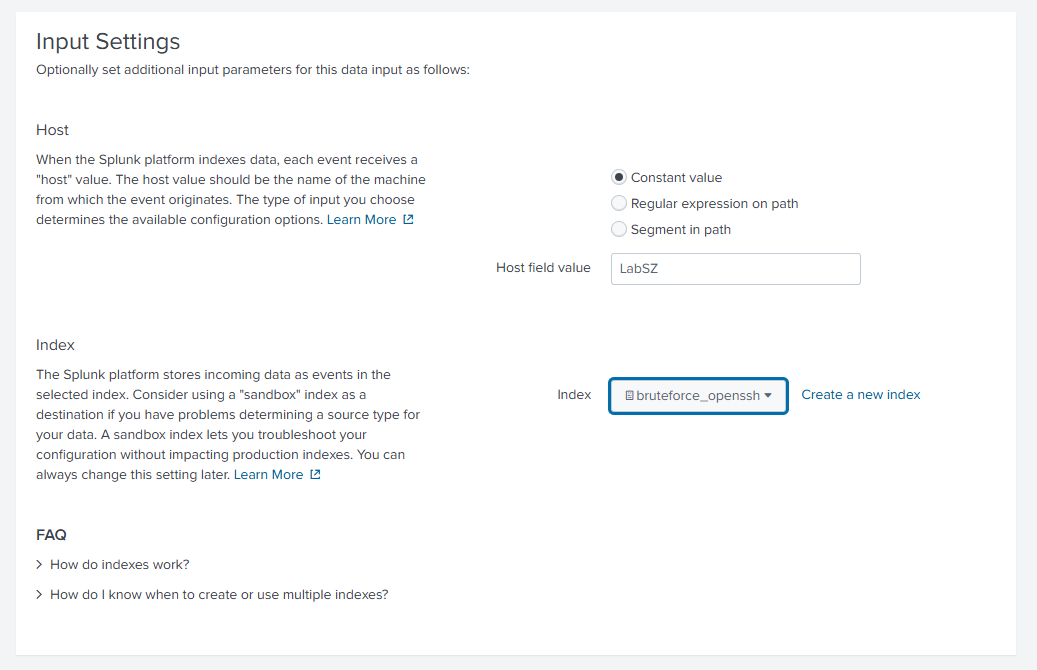 Input Settings
Optionally set additional input parameters for this data input as follows:
Host
When the Splunk platform indexes data, each event receives a
"host" value. The host value should be the name of the machine
from which the event originates. The type of input you choose
determines the available configuration options. Learn More
Constant value
Regular expression on path
Segment in path
Host field value
LabSZ
Index
The Splunk platform stores incoming data as events in the
selected index. Consider using a "sandbox" index as a
destination if you have problems determining a source type for
your data. A sandbox index lets you troubleshoot your
configuration without impacting production indexes. You can
always change this setting later. Learn More
Index
bruteforce_openssh
Create a new index
FAQ
How do indexes work?
How do I know when to create or use multiple indexes?